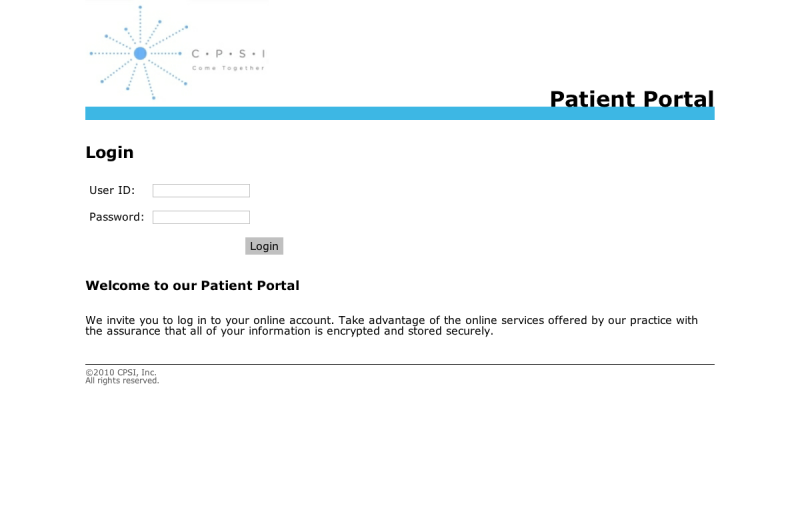 C·P·S·I
Come Together
Patient Portal
Login
User ID:
Password:
Login
Welcome to our Patient Portal
We invite you to log in to your online account. Take advantage of the online services offered by our practice with
the assurance that all of your information is encrypted and stored securely.
©2010 CPSI, Inc.
All rights reserved.